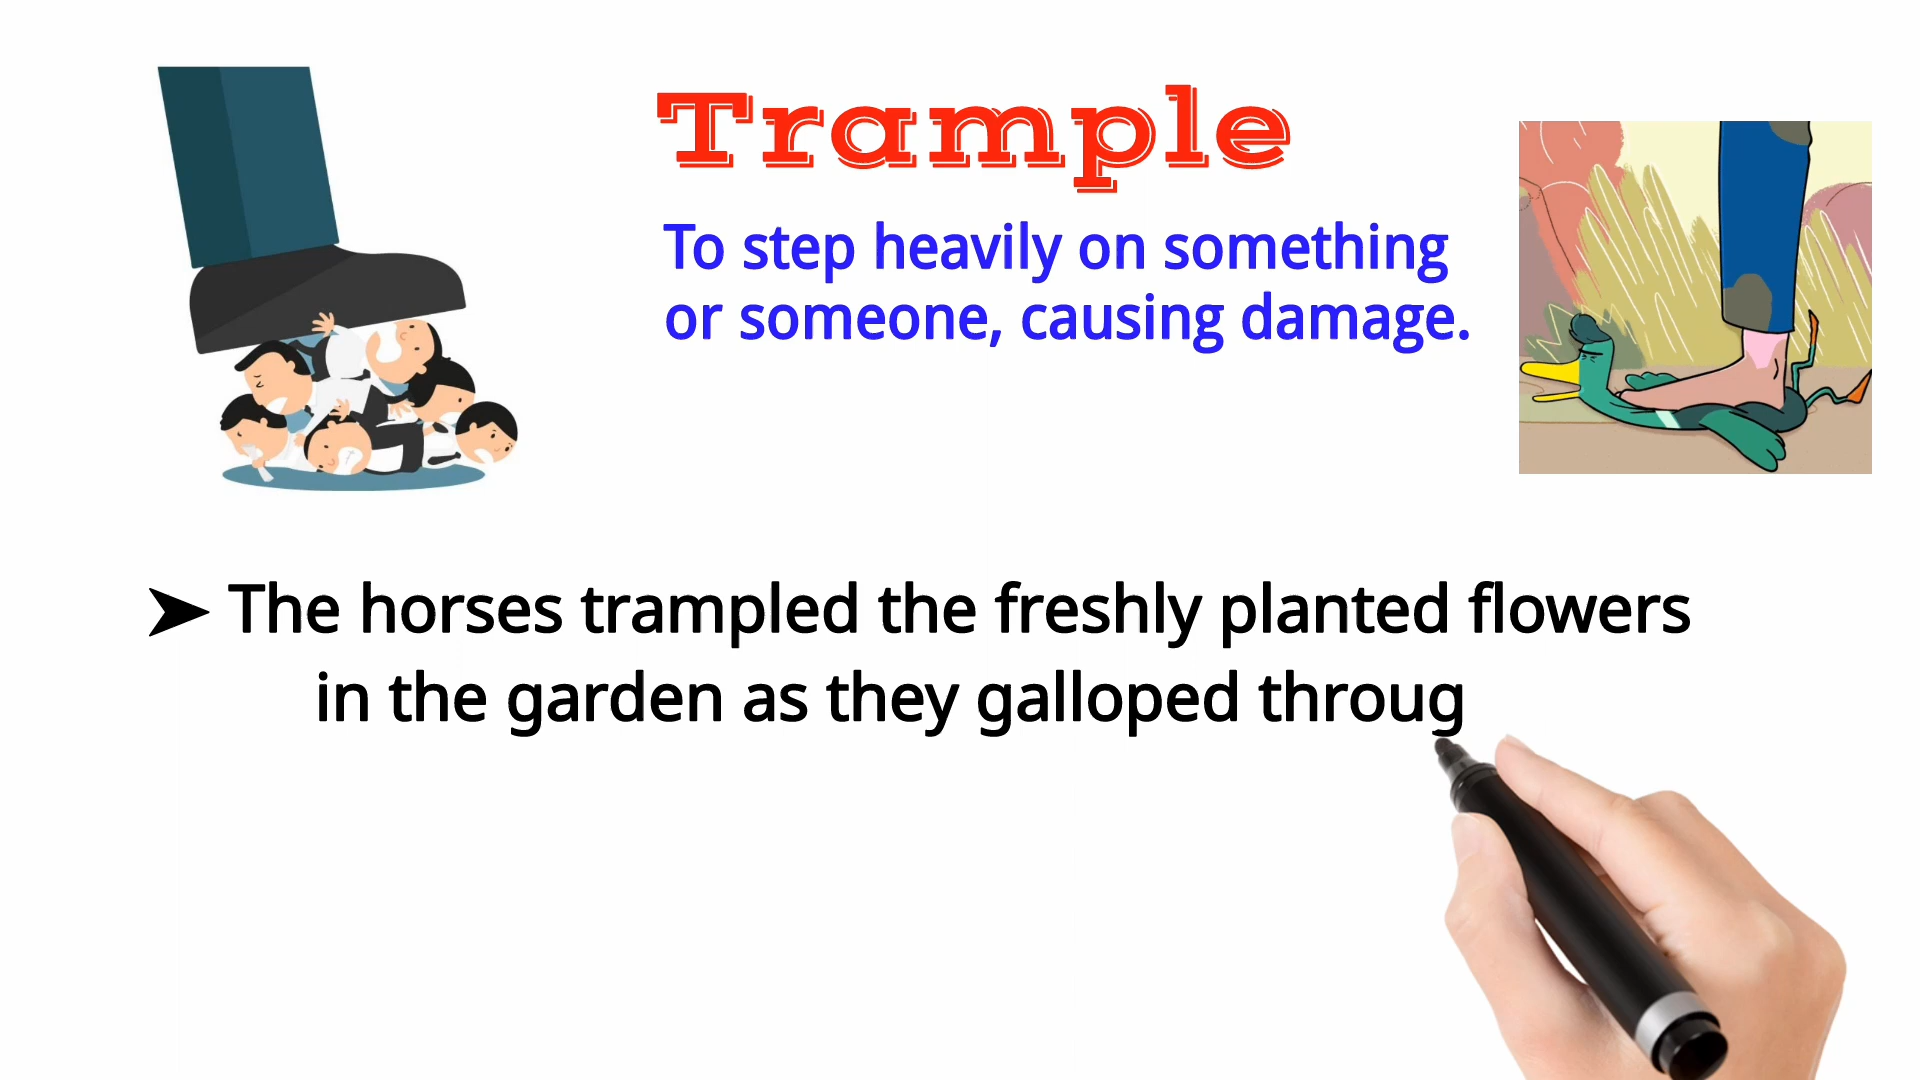 Trample
To step heavily on something
or someone, causing damage.
➤ The horses trampled the freshly planted flowers
in the garden as they galloped throug